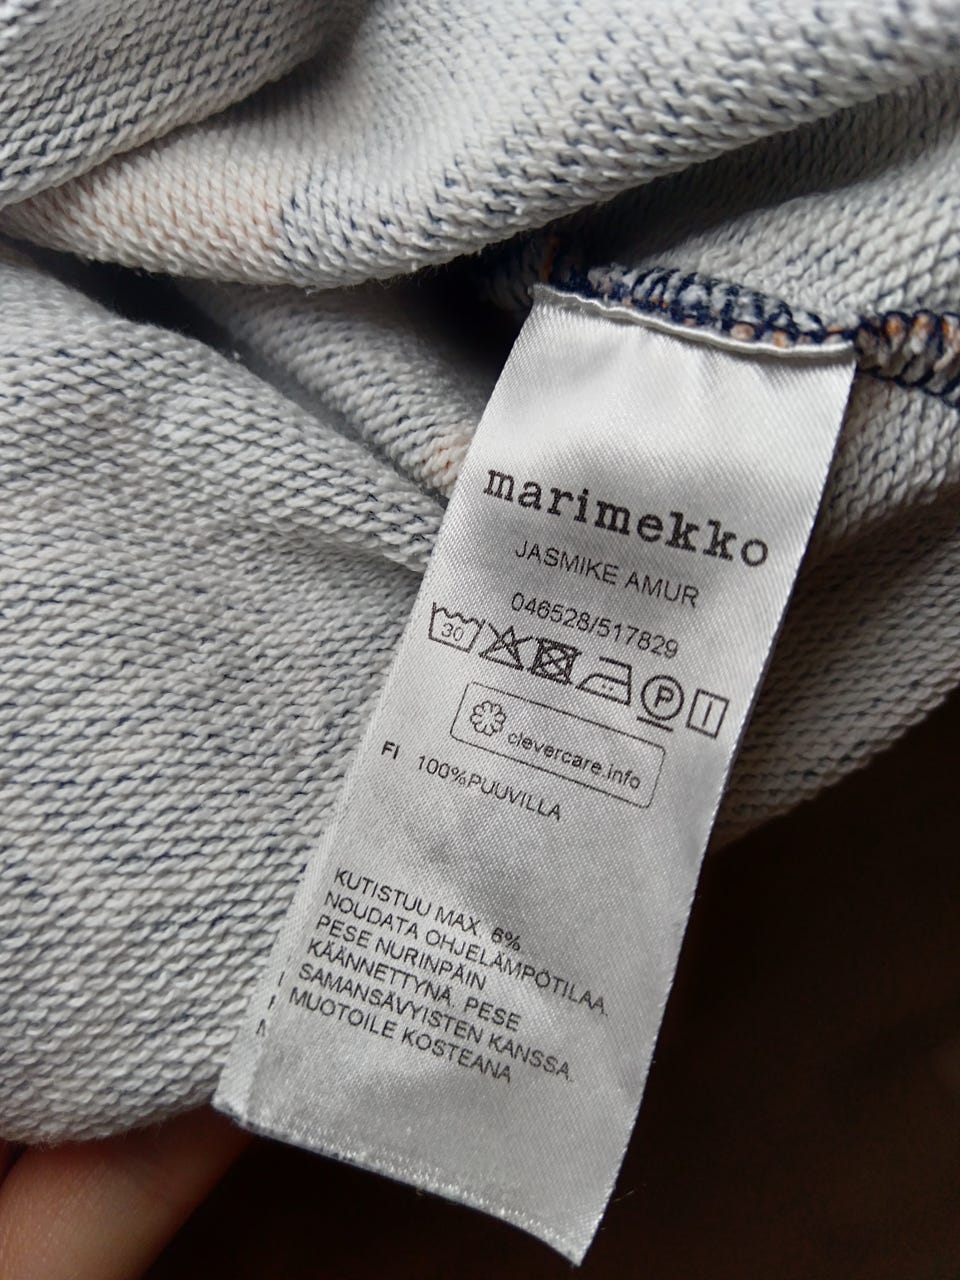 marimekko
JASMIKE AMUR
046528/517829
30 P
clevercare.info
FI 100%PUUVILLA
KUTISTUU MAX. 6%
NOUDATA OHJELÄMPÖTILAA.
PESE NURINPÄIN
KÄÄNNETTYNÄ. PESE
SAMANSÄVYISTEN KANSSA.
MUOTOILE KOSTEANA